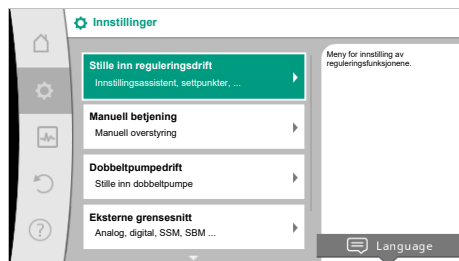 Innstillinger
Stille inn reguleringsdrift
Innstillingsassistent, settpunkter, ...
Manuell betjening
Manuell overstyring
Dobbeltpumpedrift
Stille inn dobbeltpumpe
Eksterne grensesnitt
Analog, digital, SSM, SBM ...
Meny for innstilling av
reguleringsfunksjonene.
Language